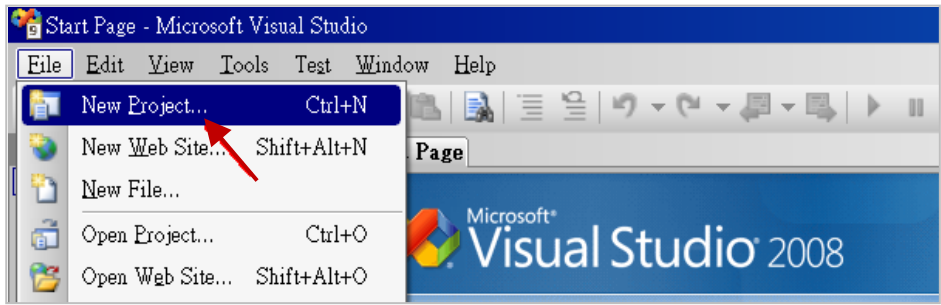 Start Page - Microsoft Visual Studio
File Edit View Tools Test Window Help
New Project... Ctrl+N
New Web Site... Shift+Alt+N
Page
New File...
Microsoft®
Visual Studio® 2008
Open Project... Ctrl+O
Open Web Site... Shift+Alt+O